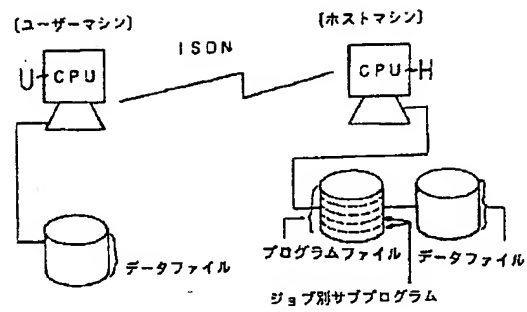 [ユーザーマシン]
[ホストマシン]
ISDN
U
CPU
CPU
H
データファイル
プログラムファイル
データファイル
ジョブ別サブプログラム